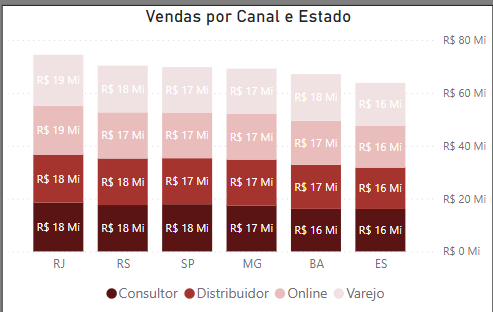 Vendas por Canal e Estado
R$ 80 Mi
R$ 19 Mi R$ 18 Mi R$ 17 Mi R$ 17 Mi R$ 18 Mi R$ 16 Mi
R$ 60 Mi
R$ 19 Mi R$ 17 Mi R$ 17 Mi R$ 17 Mi R$ 17 Mi R$ 16 Mi
R$ 40 Mi
R$ 18 Mi R$ 18 Mi R$ 17 Mi R$ 17 Mi R$ 17 Mi R$ 16 Mi
R$ 20 Mi
R$ 18 Mi R$ 18 Mi R$ 18 Mi R$ 17 Mi R$ 16 Mi R$ 16 Mi
R$ 0 Mi
RJ RS SP MG BA ES
Consultor Distribuidor Online Varejo